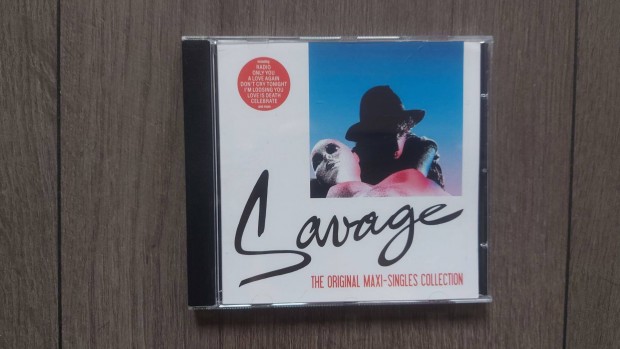 including
RADIO
ONLY YOU
A LOVE AGAIN
DON'T CRY TONIGHT
I'M LOOSING YOU
LOVE IS DEATH
CELEBRATE
Savage
THE ORIGINAL MAXI-SINGLES COLLECTION